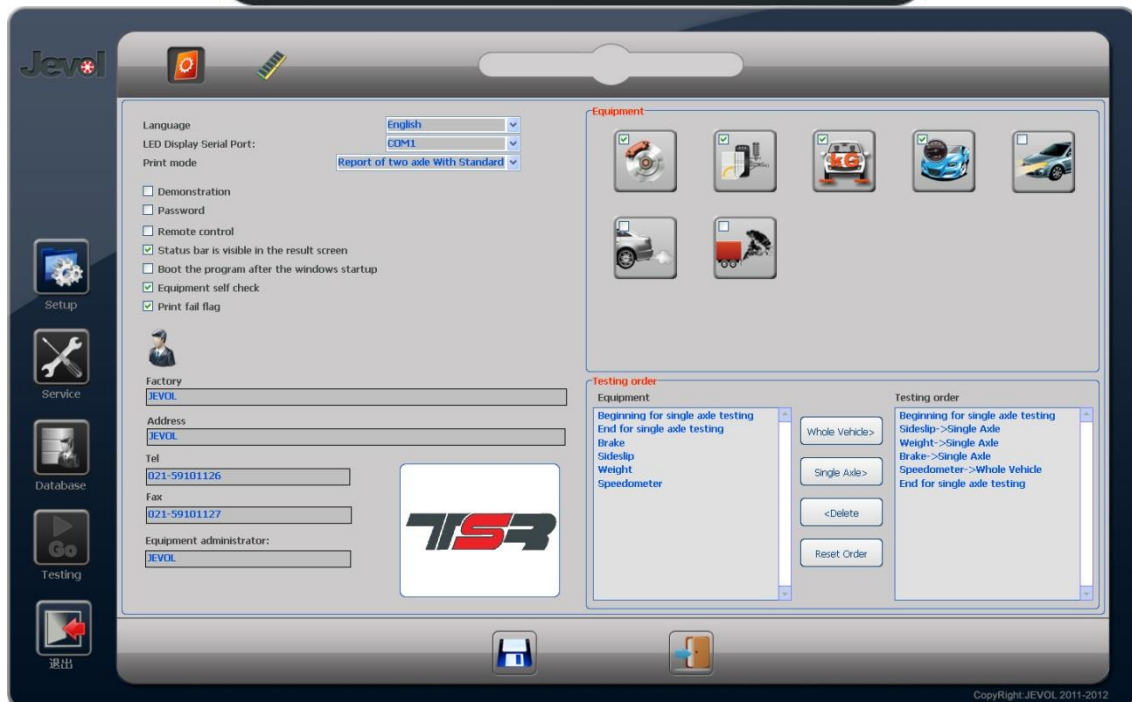 Jevol
Language
English
LED Display Serial Port:
COM1
Print mode
Report of two axle With Standard
Demonstration
Password
Remote control
Status bar is visible in the result screen
Boot the program after the windows startup
Equipment self check
Print fail flag
Factory
JEVOL
Address
JEVOL
Tel
021-59101126
Fax
021-59101127
Equipment administrator:
JEVOL
TSR
Equipment
kG
Testing order
Equipment
Beginning for single axle testing
End for single axle testing
Brake
Sideslip
Weight
Speedometer
Whole Vehicle>
Single Axle>
<Delete
Reset Order
Testing order
Beginning for single axle testing
Sideslip->Single Axle
Weight->Single Axle
Brake->Single Axle
Speedometer->Whole Vehicle
End for single axle testing
Setup
Service
Database
Go
Testing
退出
CopyRight:JEVOL 2011-2012